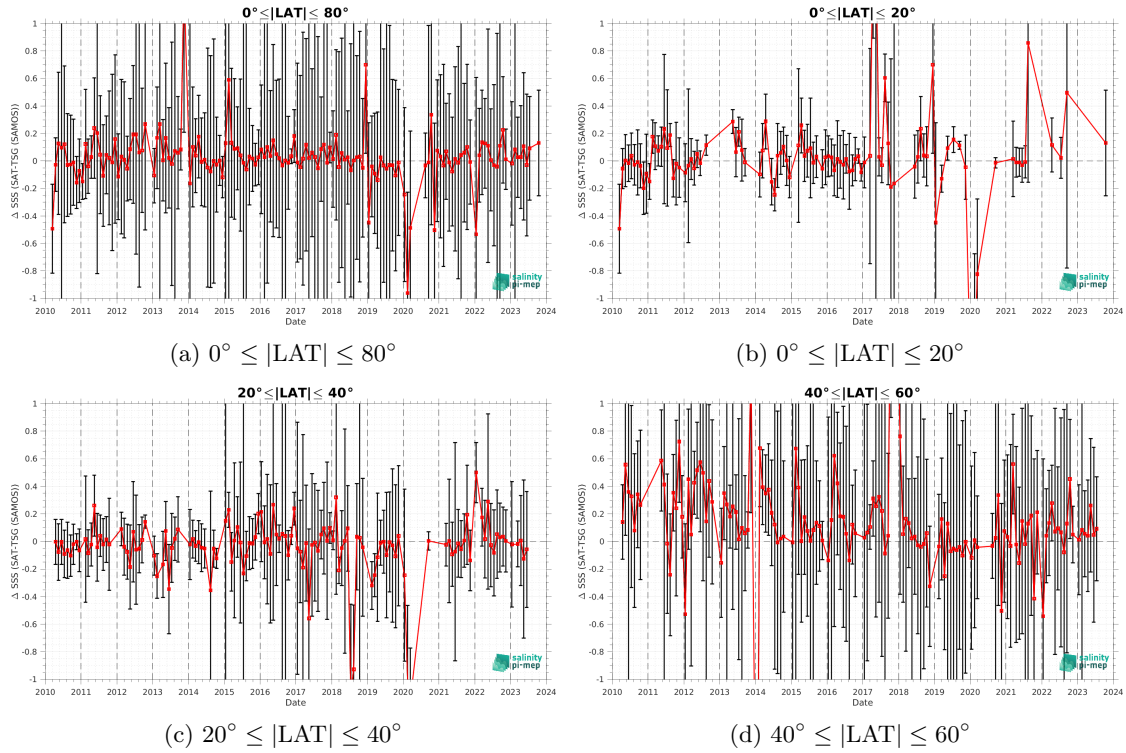 0°≤|LAT|≤ 80°
Δ SSS (SAT-TSG (SAMOS))
1
0.8
0.6
0.4
0.2
0
-0.2
-0.4
-0.6
-0.8
-1
2010 2011 2012 2013 2014 2015 2016 2017 2018 2019 2020 2021 2022 2023 2024
Date
salinity
pi-mep
(a) 0° ≤ |LAT| ≤ 80°
0°≤|LAT|≤ 20°
Δ SSS (SAT-TSG (SAMOS))
1
0.8
0.6
0.4
0.2
0
-0.2
-0.4
-0.6
-0.8
-1
2010 2011 2012 2013 2014 2015 2016 2017 2018 2019 2020 2021 2022 2023 2024
Date
salinity
pi-mep
(b) 0° ≤ |LAT| ≤ 20°
20°≤|LAT|≤ 40°
Δ SSS (SAT-TSG (SAMOS))
1
0.8
0.6
0.4
0.2
0
-0.2
-0.4
-0.6
-0.8
-1
2010 2011 2012 2013 2014 2015 2016 2017 2018 2019 2020 2021 2022 2023 2024
Date
salinity
pi-mep
(c) 20° ≤ |LAT| ≤ 40°
40°≤|LAT|≤ 60°
Δ SSS (SAT-TSG (SAMOS))
1
0.8
0.6
0.4
0.2
0
-0.2
-0.4
-0.6
-0.8
-1
2010 2011 2012 2013 2014 2015 2016 2017 2018 2019 2020 2021 2022 2023 2024
Date
salinity
pi-mep
(d) 40° ≤ |LAT| ≤ 60°